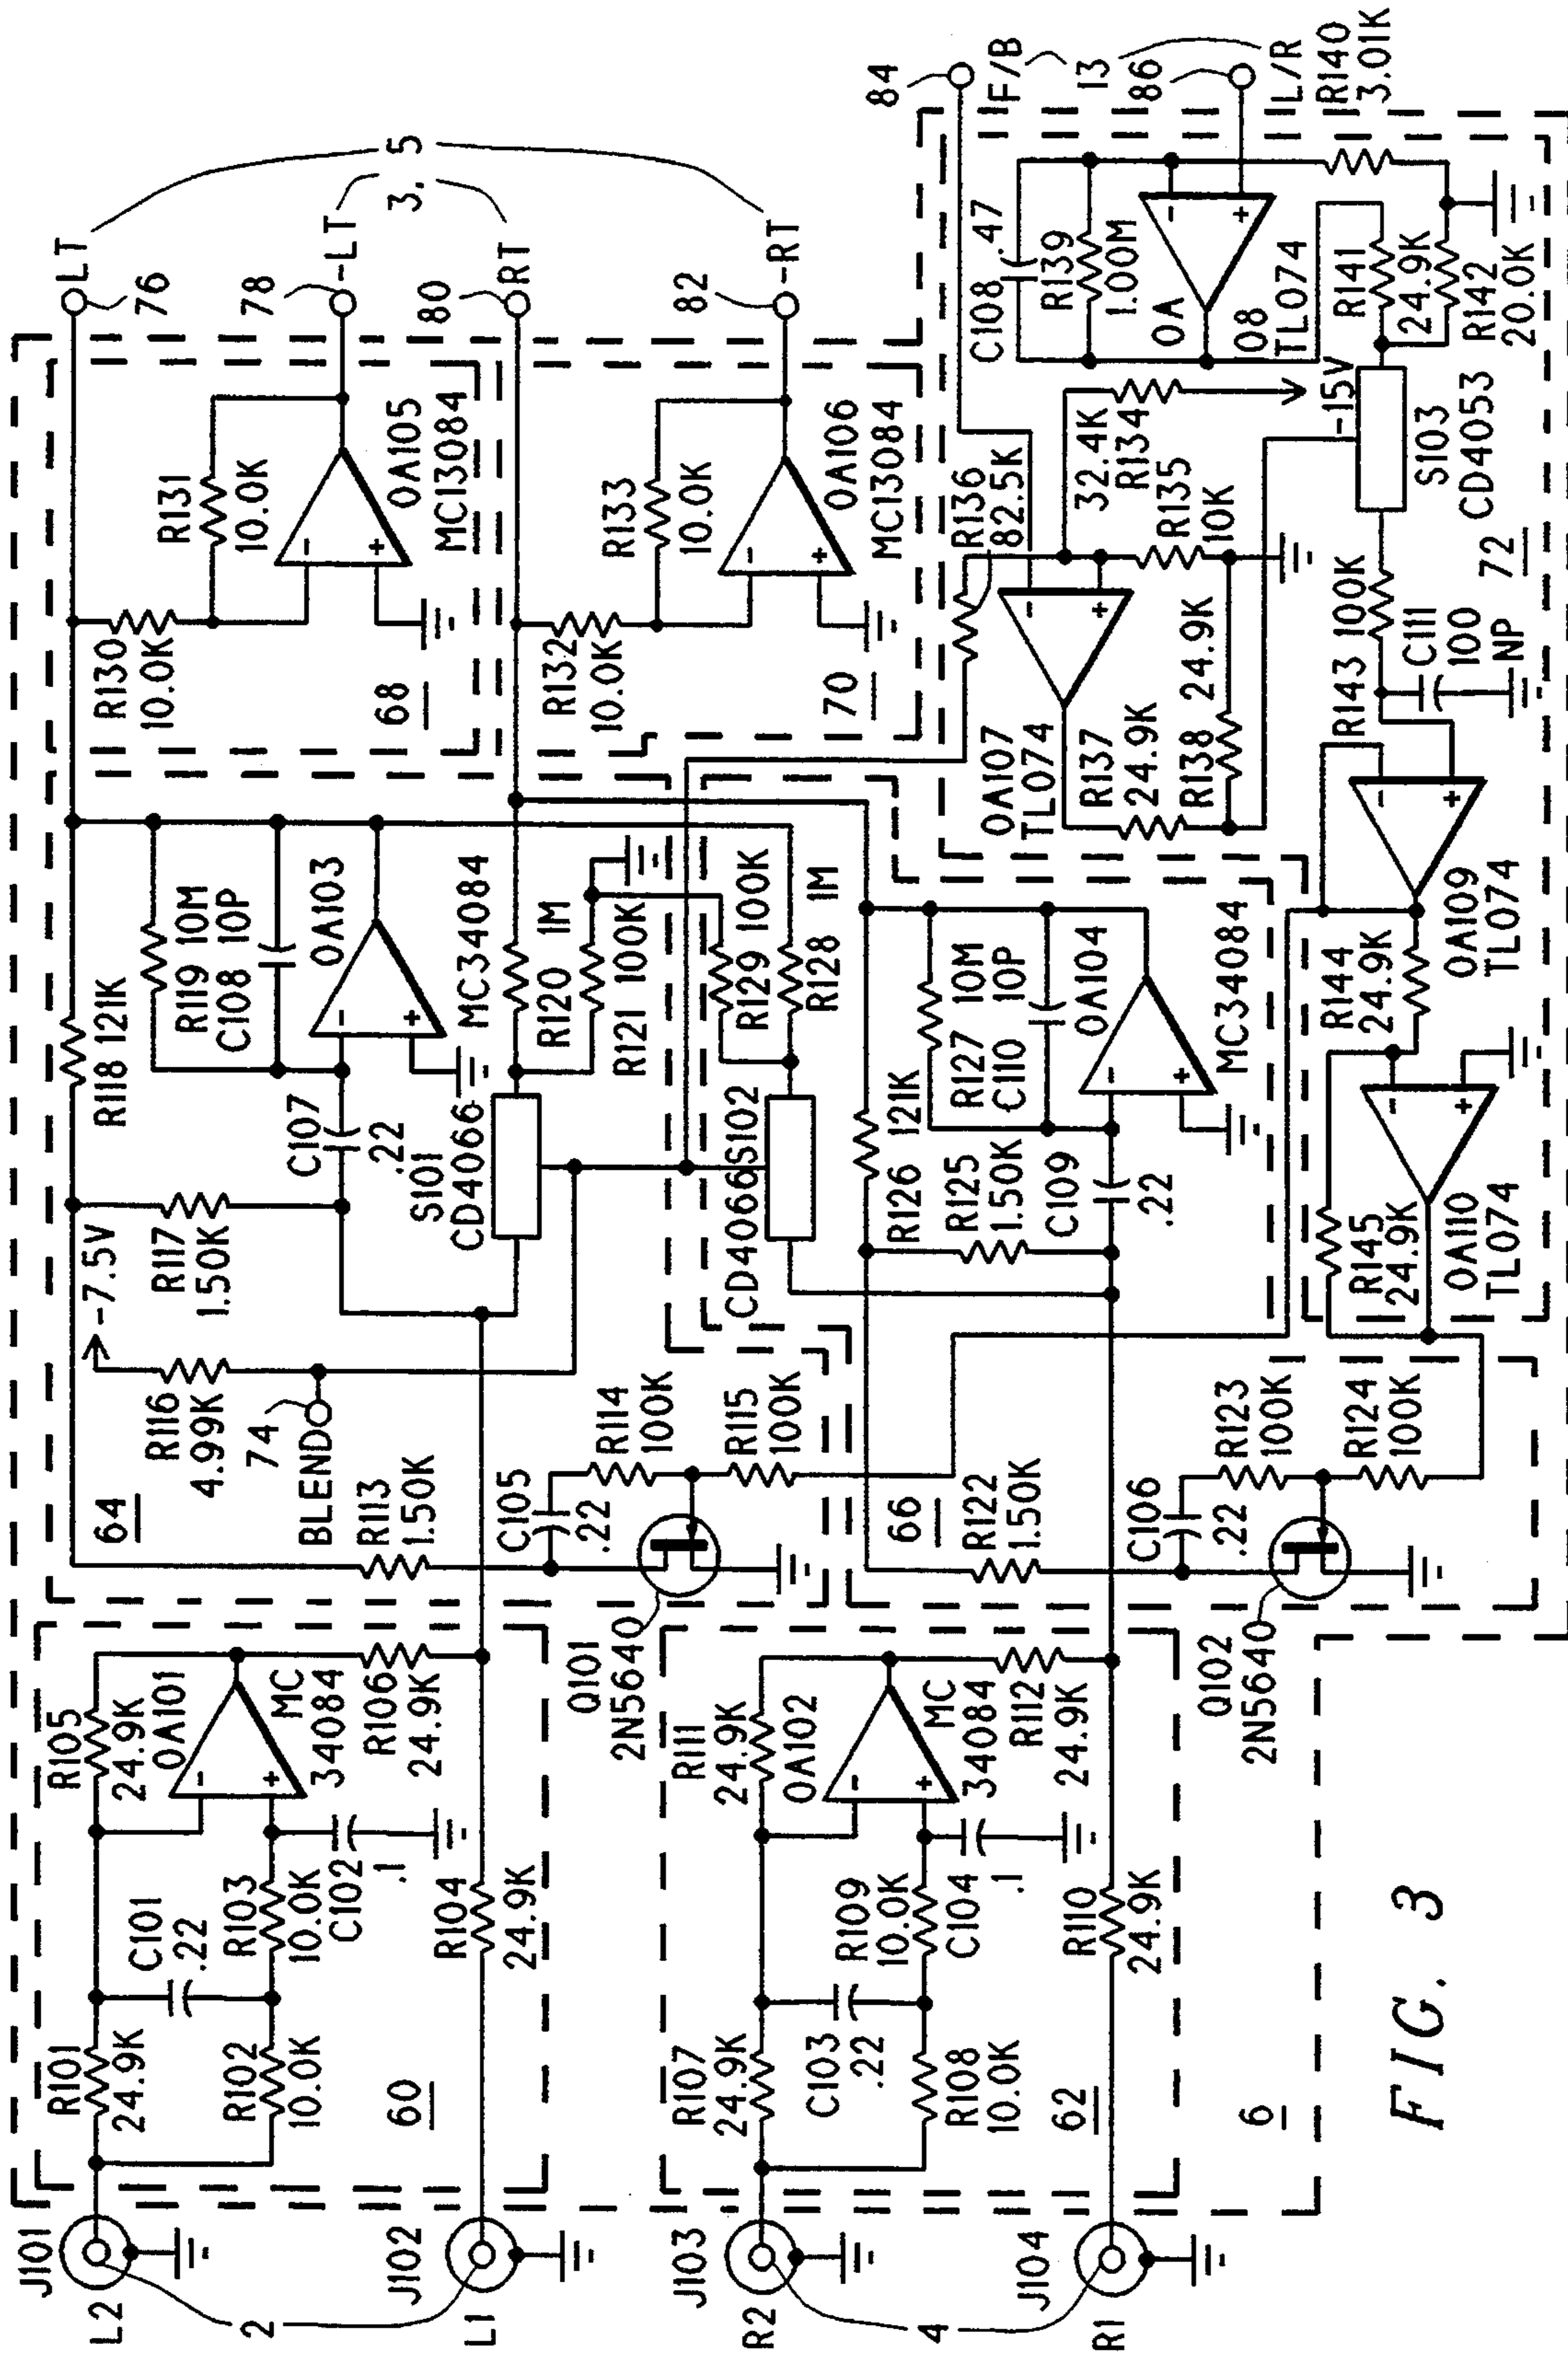 J101
L2
2
J102
L1
J103
R2
4
J104
R1
R101
24.9K
C101
.22
R102
10.0K
R103
10.0K
C102
.1
R105
24.9K
OA101
MC
34084
R106
24.9K
R104
24.9K
60
R107
24.9K
C103
.22
R108
10.0K
R109
10.0K
C104
.1
R111
24.9K
OA102
MC
34084
R112
24.9K
R110
24.9K
62
6
64
R116
4.99K
-7.5V
74
BLEND
R113
1.50K
C105
.22
R114
100K
R115
100K
Q101
2N5640
R117
1.50K
R118 121K
C107
.22
R119 10M
C108 10P
OA103
MC34084
S101
CD4066
R120 1M
R121 100K
66
R122
1.50K
C106
.22
R123
100K
R124
100K
Q102
2N5640
CD4066
S102
R129 100K
R128 1M
R126 121K
R125
1.50K
C109
.22
R127 10M
C110 10P
OA104
MC34084
R130
10.0K
R131
10.0K
OA105
MC13084
68
R132
10.0K
R133
10.0K
OA106
MC13084
70
LT
76
-LT
78
3,
5
RT
80
-RT
82
84
F/B
13
86
L/R
R140
3.01K
C108 .47
R139
1.00M
OA
108
TL074
R141
24.9K
R142
20.0K
R136
82.5K
32.4K
R134
-15V
R135
10K
OA107
TL074
R137
24.9K
R138
24.9K
S103
CD4053
R143 100K
C111
100
NP
72
OA109
TL074
R144
24.9K
R145
24.9K
OA110
TL074
FIG. 3